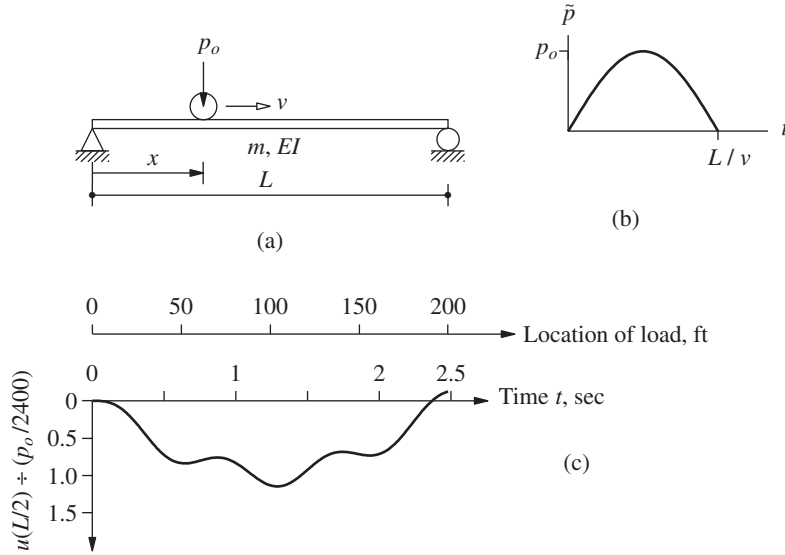 p_o
v
m, EI
x
L
(a)
p̃
p_o
t
L / v
(b)
0 50 100 150 200
Location of load, ft
0 1 2 2.5
Time t, sec
0
0.5
1.0
1.5
u(L/2) ÷ (p_o/2400)
(c)